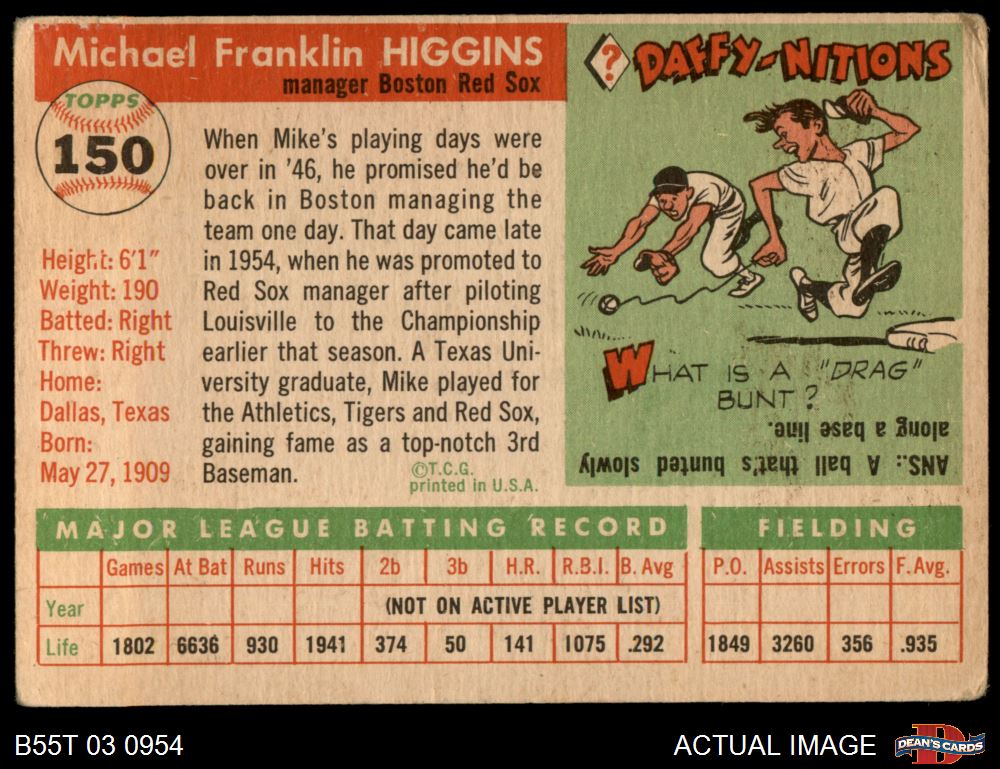 Michael Franklin HIGGINS
manager Boston Red Sox
TOPPS
150
When Mike's playing days were
over in '46, he promised he'd be
back in Boston managing the
team one day. That day came late
in 1954, when he was promoted to
Red Sox manager after piloting
Louisville to the Championship
earlier that season. A Texas Uni-
versity graduate, Mike played for
the Athletics, Tigers and Red Sox,
gaining fame as a top-notch 3rd
Baseman.
©T.C.G.
printed in U.S.A.
Height: 6'1"
Weight: 190
Batted: Right
Threw: Right
Home:
Dallas, Texas
Born:
May 27, 1909
? DAFFY-NITIONS
WHAT IS A "DRAG"
BUNT?
ANS.: A ball that's bunted slowly
along a base line.
MAJOR LEAGUE BATTING RECORD FIELDING
Games At Bat Runs Hits 2b 3b H.R. R.B.I. B. Avg P.O. Assists Errors F. Avg.
Year (NOT ON ACTIVE PLAYER LIST)
Life 1802 6636 930 1941 374 50 141 1075 .292 1849 3260 356 .935
B55T 03 0954 ACTUAL IMAGE D DEAN'S CARDS